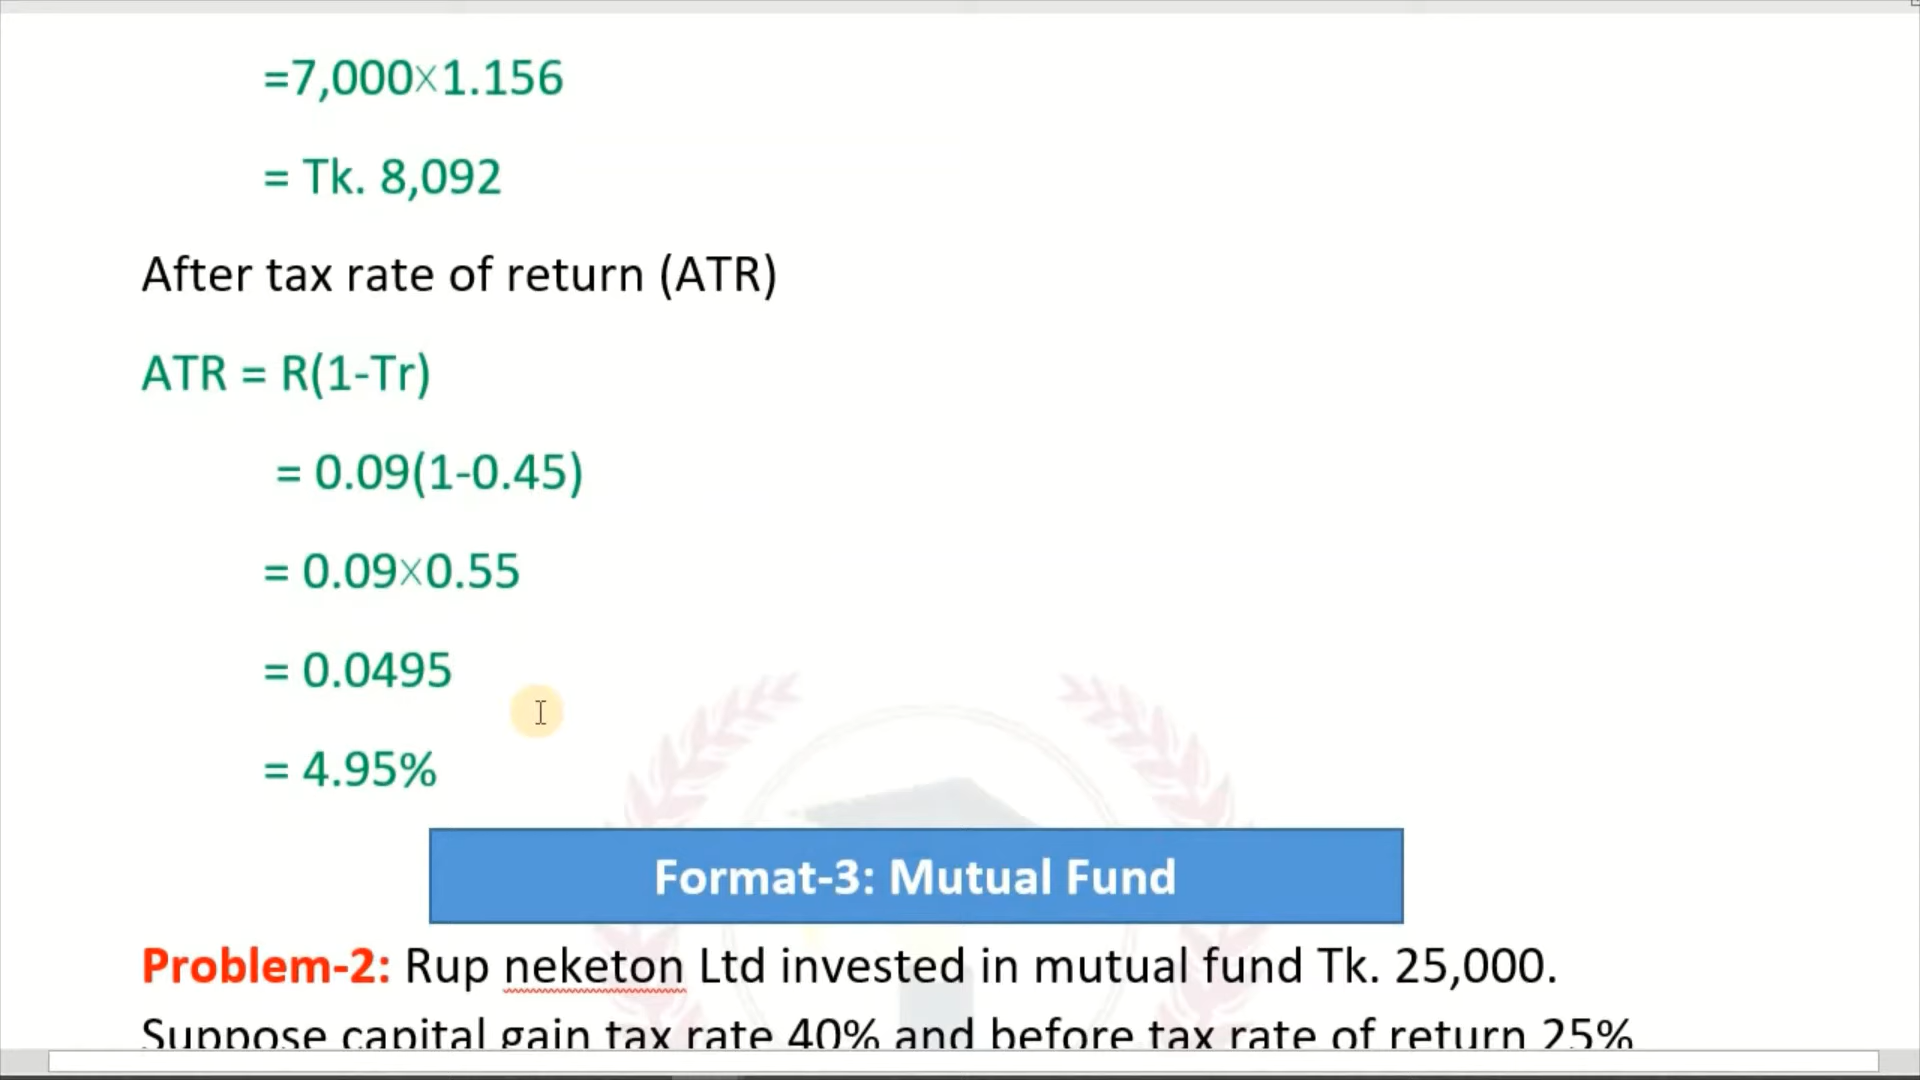 =7,000×1.156
= Tk. 8,092
After tax rate of return (ATR)
ATR = R(1-Tr)
= 0.09(1-0.45)
= 0.09×0.55
= 0.0495
= 4.95%
Format-3: Mutual Fund
Problem-2: Rup neketon Ltd invested in mutual fund Tk. 25,000.
Suppose capital gain tax rate 40% and before tax rate of return 25%